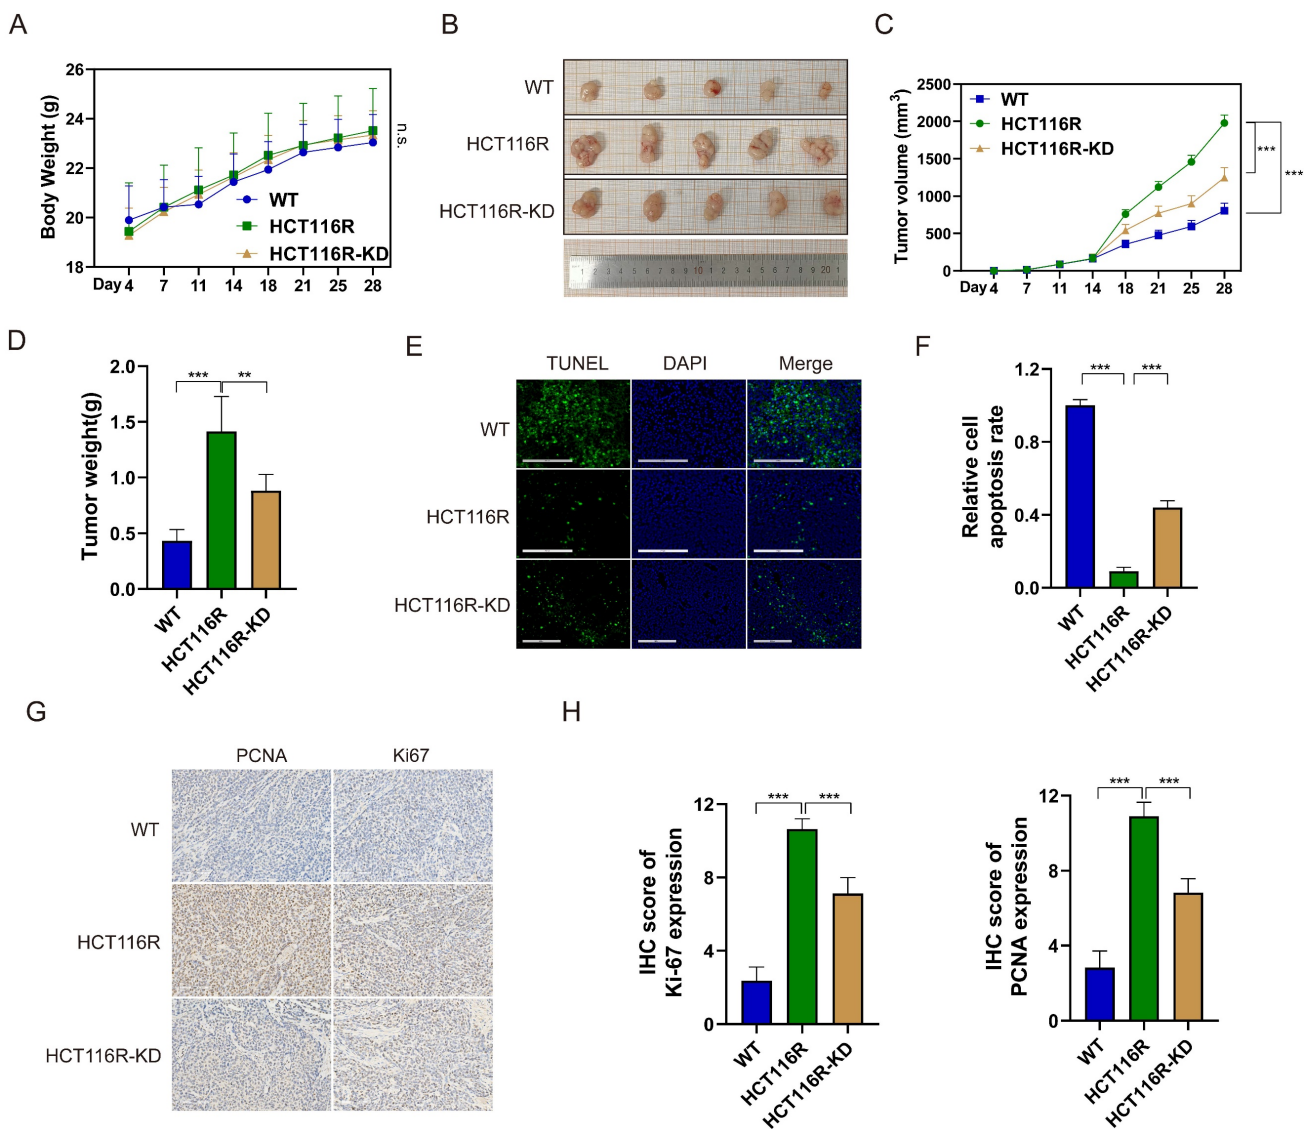 A
Body Weight (g)
26
24
22
20
18
WT
HCT116R
HCT116R-KD
n.s.
Day 4 7 11 14 18 21 25 28
B
WT
HCT116R
HCT116R-KD
C
Tumor volume (mm3)
2500
2000
1500
1000
500
0
WT
HCT116R
HCT116R-KD
***
***
Day 4 7 11 14 18 21 25 28
D
Tumor weight(g)
2.0
1.5
1.0
0.5
0.0
*** **
WT
HCT116R
HCT116R-KD
E
TUNEL DAPI Merge
WT
HCT116R
HCT116R-KD
F
Relative cell
apoptosis rate
1.2
0.8
0.4
0.0
*** ***
WT
HCT116R
HCT116R-KD
G
PCNA Ki67
WT
HCT116R
HCT116R-KD
H
IHC score of
Ki-67 expression
12
8
4
0
*** ***
WT
HCT116R
HCT116R-KD
IHC score of
PCNA expression
12
8
4
0
*** ***
WT
HCT116R
HCT116R-KD